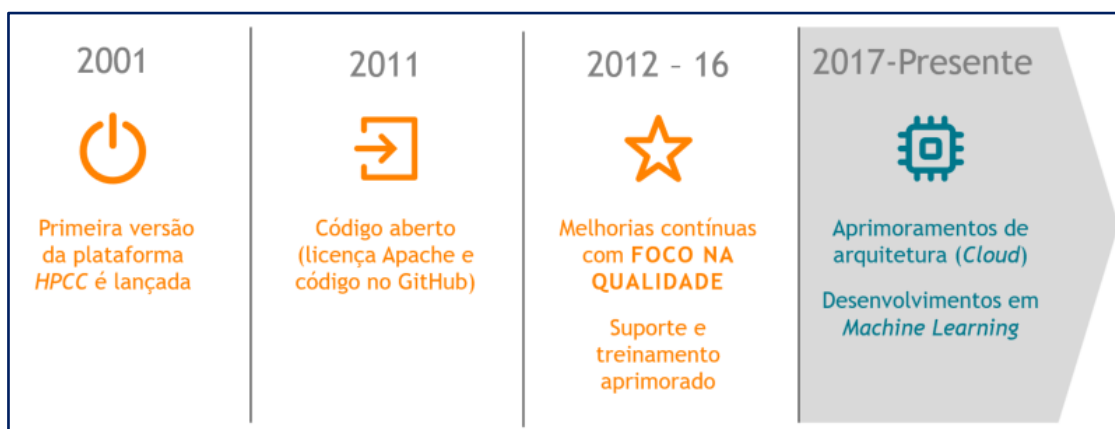 2001
Primeira versão
da plataforma
HPCC é lançada
2011
Código aberto
(licença Apache e
código no GitHub)
2012 – 16
Melhorias contínuas
com FOCO NA
QUALIDADE
Suporte e
treinamento
aprimorado
2017-Presente
Aprimoramentos de
arquitetura (Cloud)
Desenvolvimentos em
Machine Learning